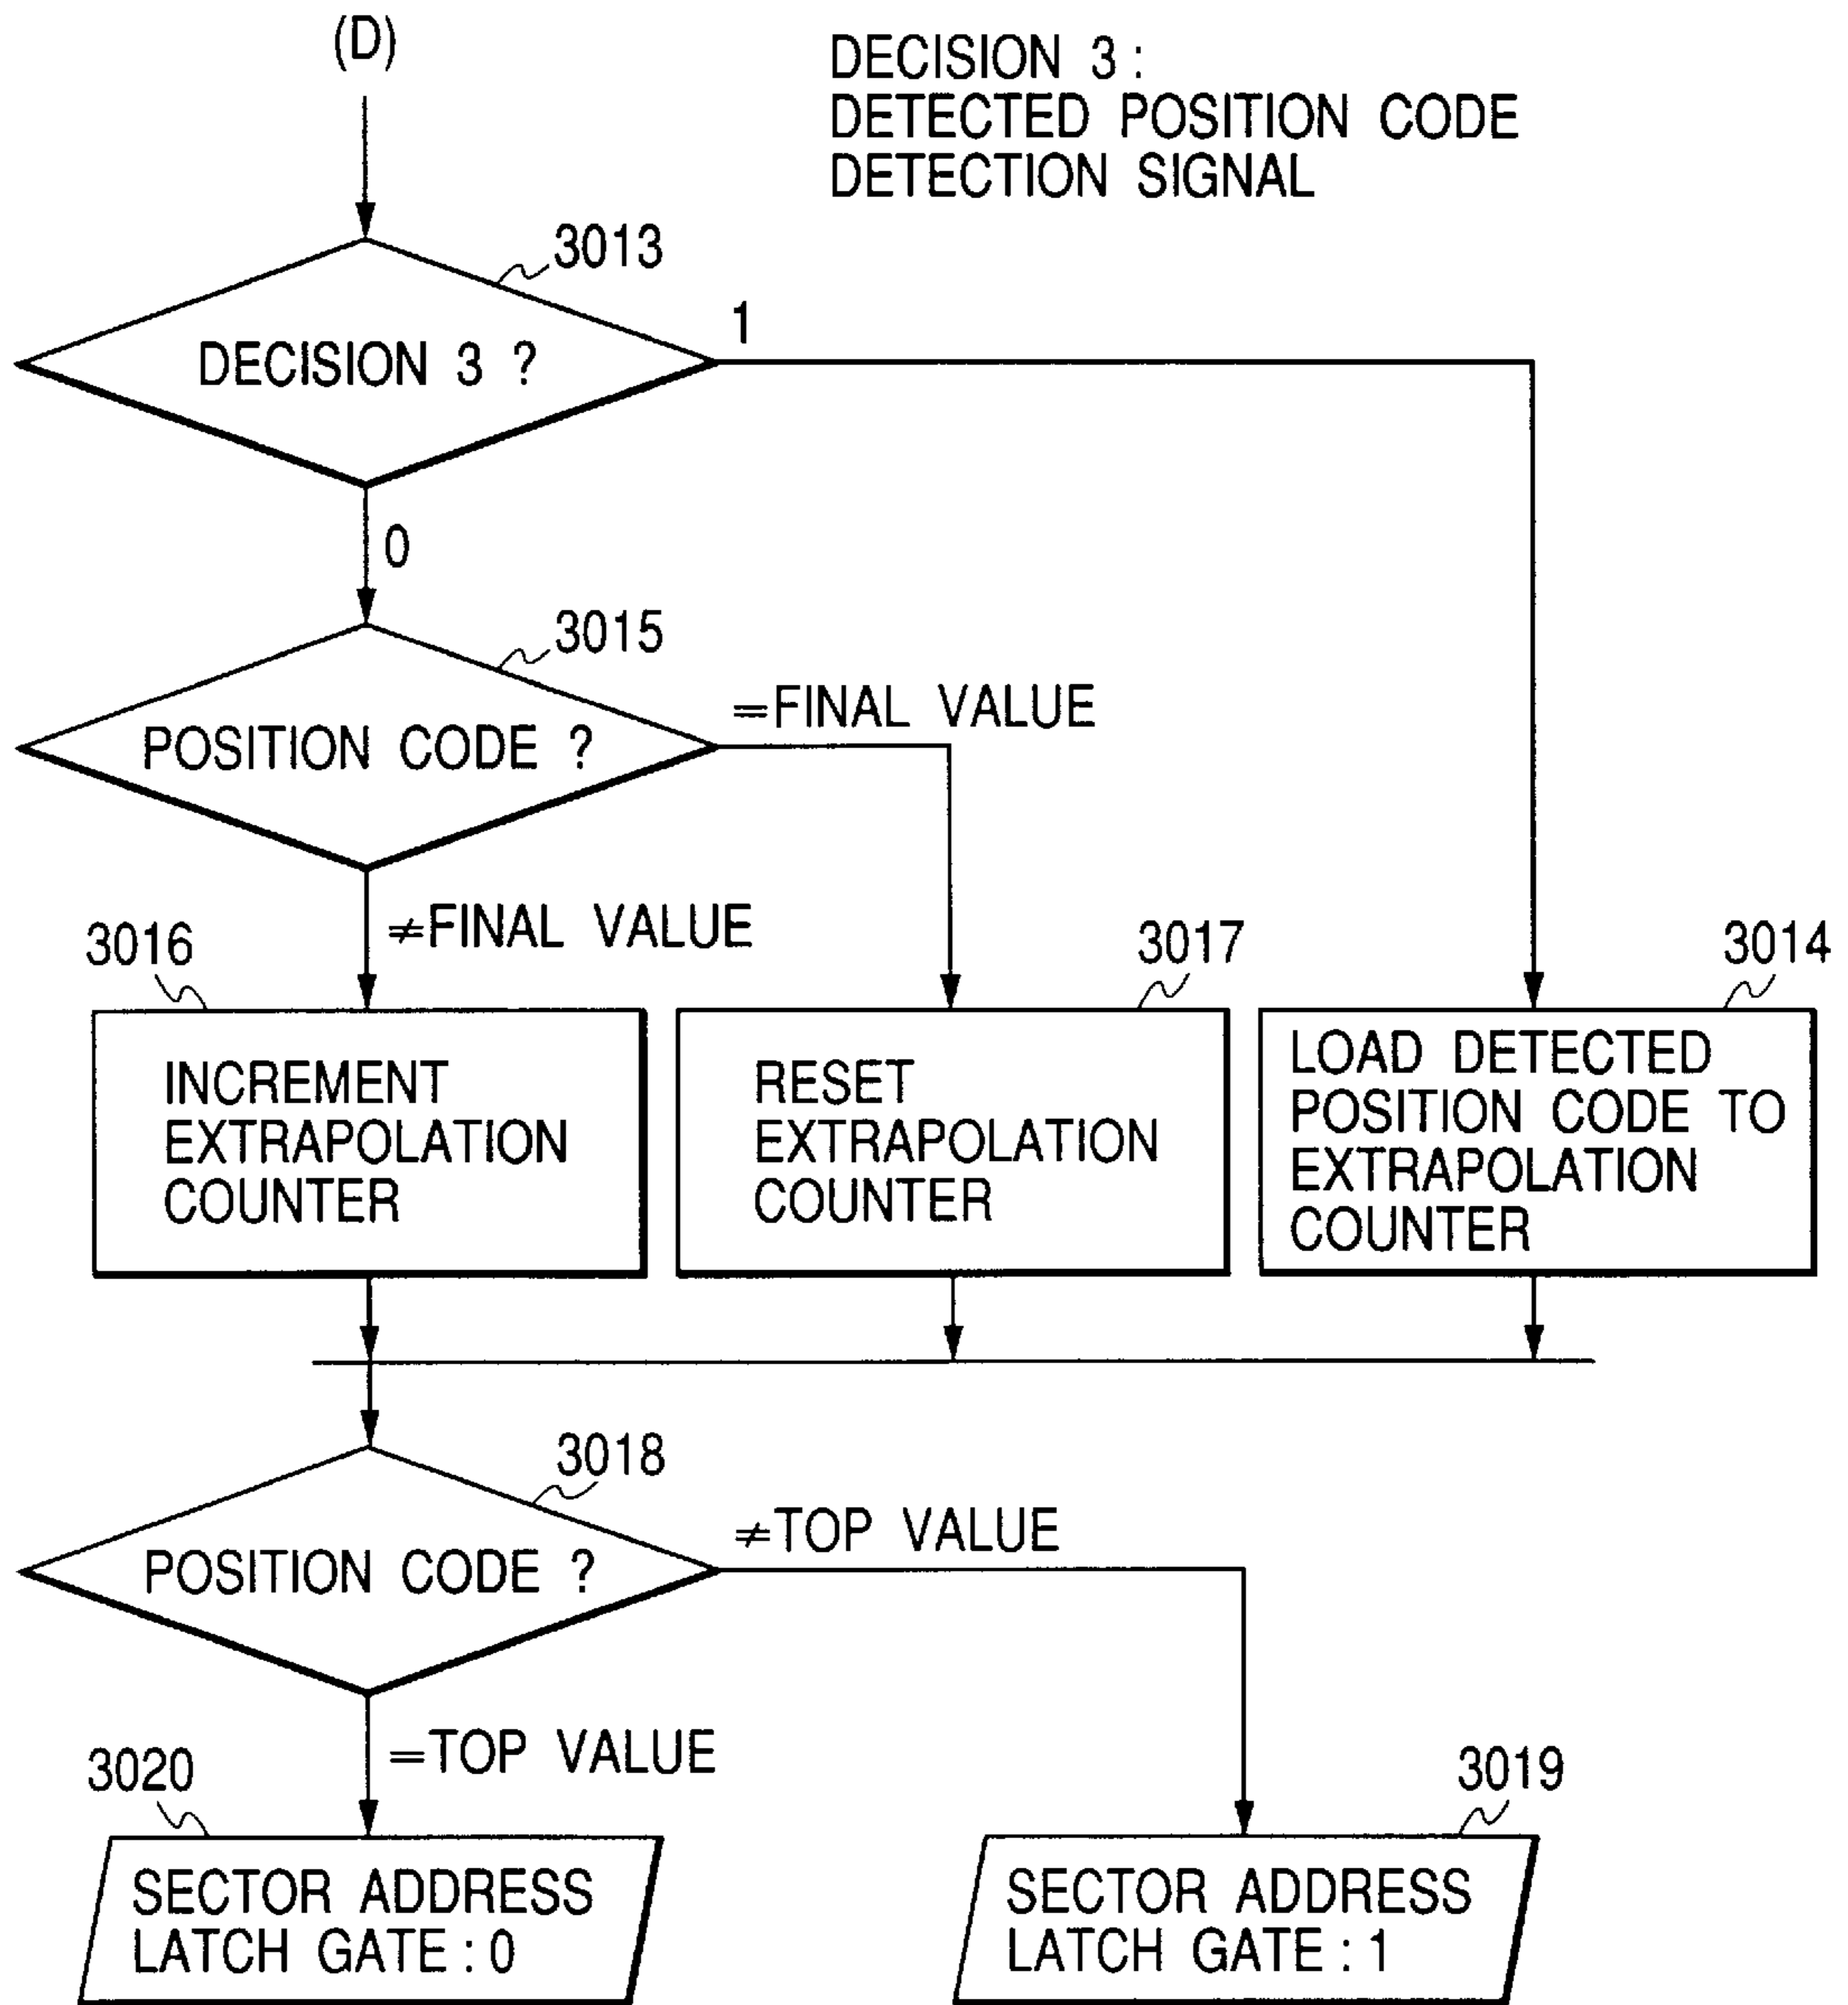 (D)
DECISION 3 :
DETECTED POSITION CODE
DETECTION SIGNAL
3013
DECISION 3 ?
1
0
3015
POSITION CODE ?
=FINAL VALUE
≠FINAL VALUE
3016
3017
3014
INCREMENT
EXTRAPOLATION
COUNTER
RESET
EXTRAPOLATION
COUNTER
LOAD DETECTED
POSITION CODE TO
EXTRAPOLATION
COUNTER
3018
POSITION CODE ?
≠TOP VALUE
=TOP VALUE
3020
3019
SECTOR ADDRESS
LATCH GATE : 0
SECTOR ADDRESS
LATCH GATE : 1